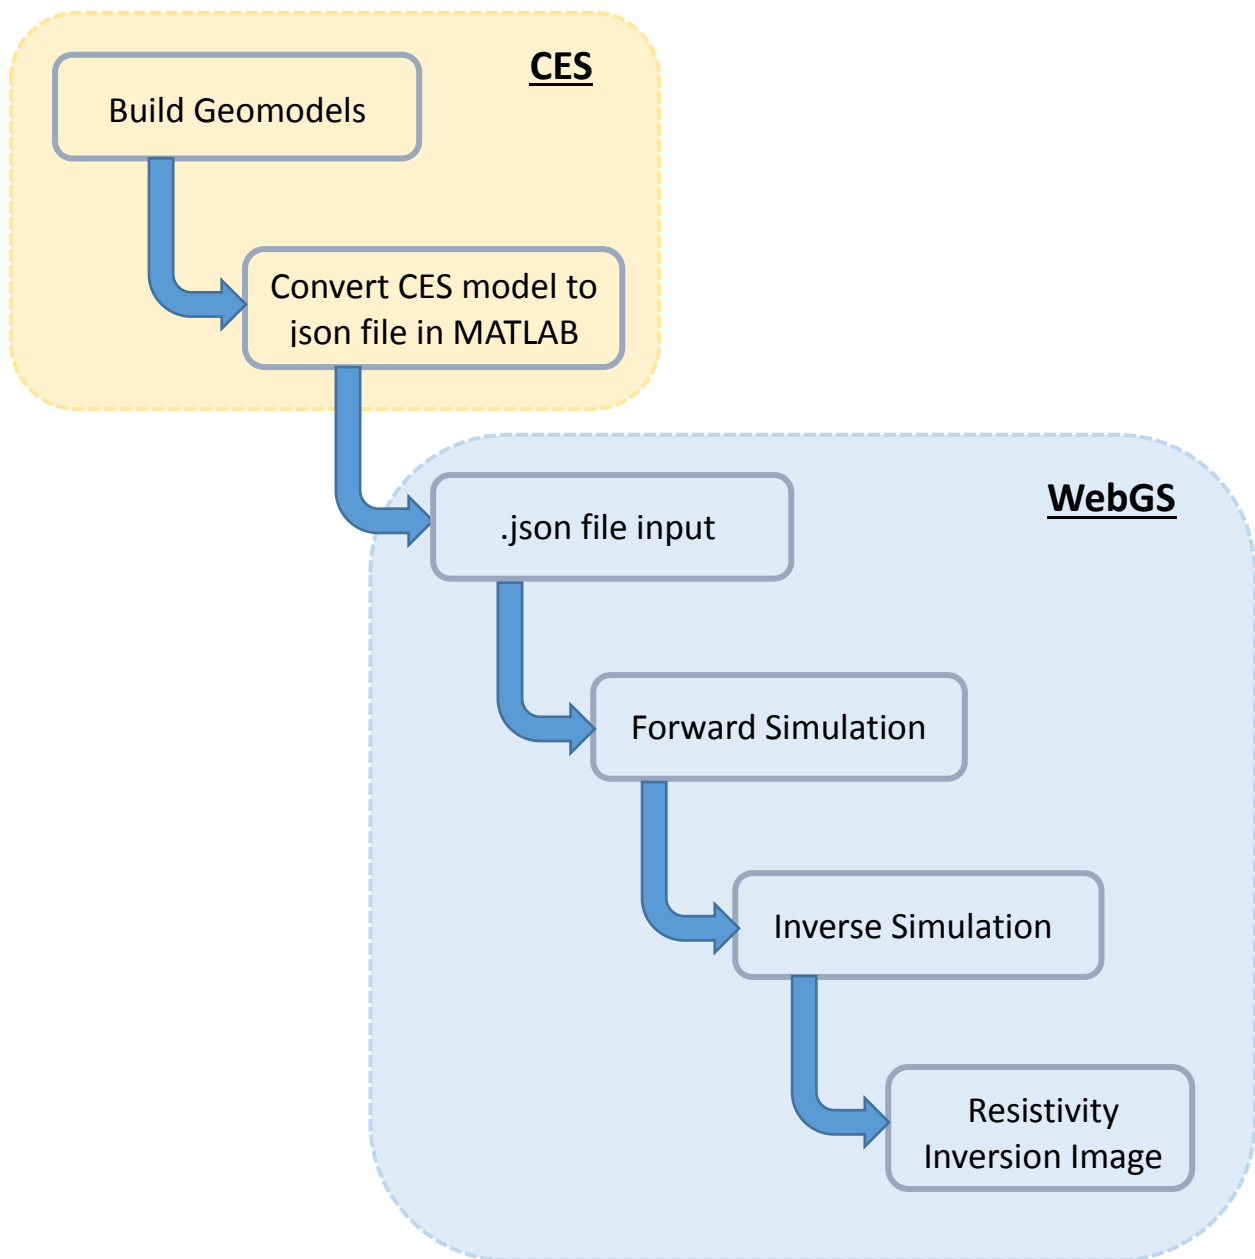 CES
Build Geomodels
Convert CES model to
json file in MATLAB
WebGS
.json file input
Forward Simulation
Inverse Simulation
Resistivity
Inversion Image